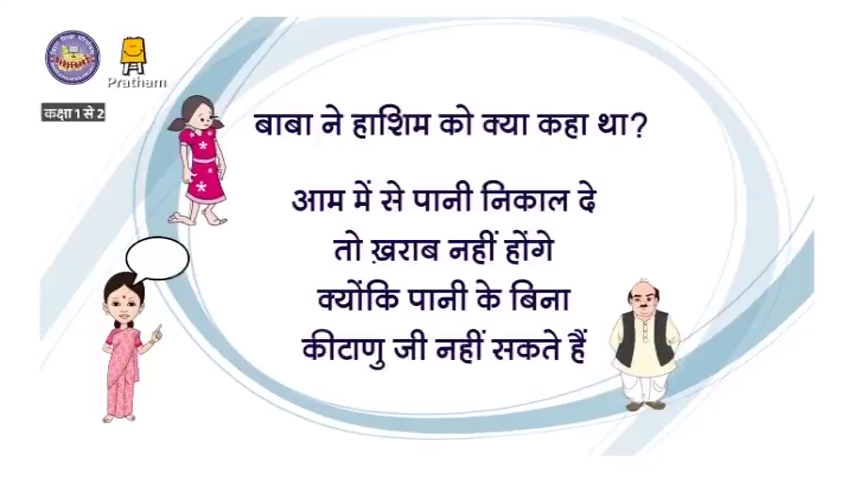 Pratham
कक्षा 1 से 2
बाबा ने हाशिम को क्या कहा था?
आम में से पानी निकाल दे
तो ख़राब नहीं होंगे
क्योंकि पानी के बिना
कीटाणु जी नहीं सकते हैं